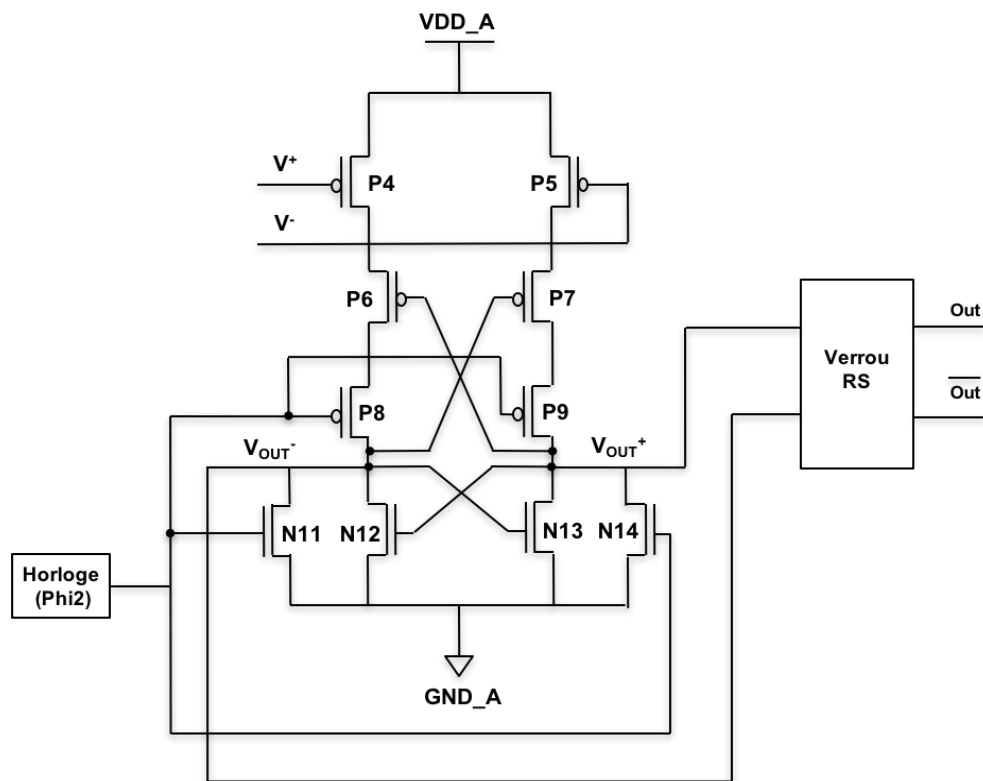 VDD_A
V+
P4
P5
V-
P6
P7
Out
Verrou
RS
Out
P8
P9
VOUT-
VOUT+
N11
N12
N13
N14
Horloge
(Phi2)
GND_A